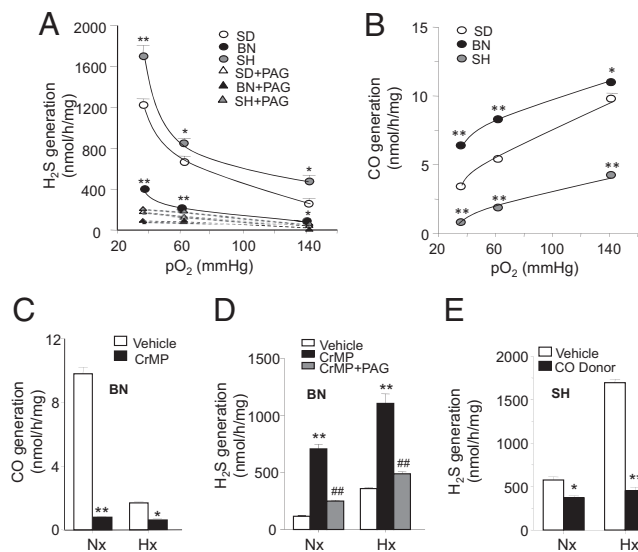 A
H₂S generation
(nmol/h/mg)
2000
1600
1200
800
400
0
20
60
100
140
pO₂ (mmHg)
SD
BN
SH
SD+PAG
BN+PAG
SH+PAG
**
*
*
**
**
*
B
CO generation
(nmol/h/mg)
15
10
5
0
20
60
100
140
pO₂ (mmHg)
SD
BN
SH
**
**
*
**
**
**
C
CO generation
(nmol/h/mg)
12
8
4
0
Vehicle
CrMP
BN
**
*
Nx
Hx
D
H₂S generation
(nmol/h/mg)
1500
1000
500
0
Vehicle
CrMP
CrMP+PAG
BN
**
##
**
##
Nx
Hx
E
H₂S generation
(nmol/h/mg)
2000
1500
1000
500
0
Vehicle
CO Donor
SH
*
**
Nx
Hx